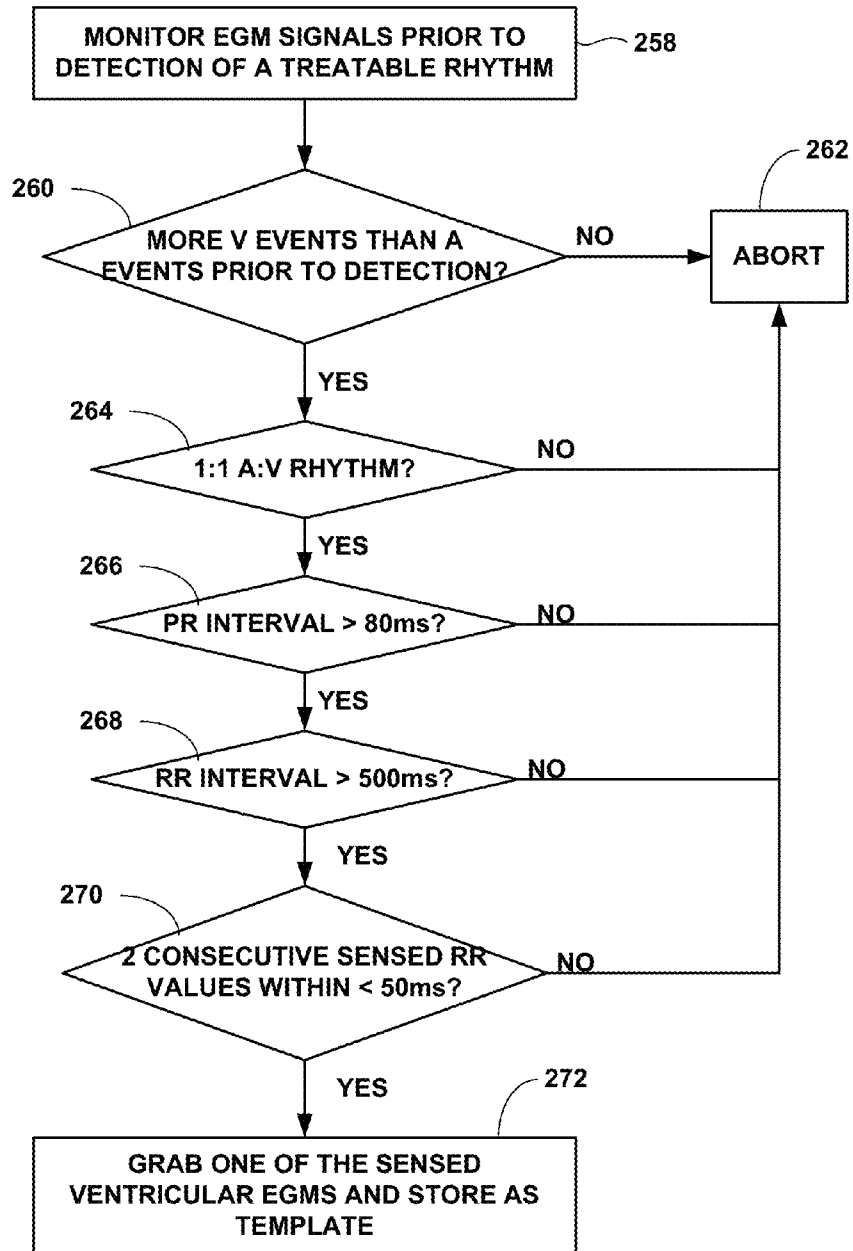 MONITOR EGM SIGNALS PRIOR TO
DETECTION OF A TREATABLE RHYTHM
258
260
262
MORE V EVENTS THAN A
EVENTS PRIOR TO DETECTION?
NO
ABORT
YES
264
1:1 A:V RHYTHM?
NO
YES
266
PR INTERVAL > 80ms?
NO
YES
268
RR INTERVAL > 500ms?
NO
YES
270
2 CONSECUTIVE SENSED RR
VALUES WITHIN < 50ms?
NO
YES
272
GRAB ONE OF THE SENSED
VENTRICULAR EGMS AND STORE AS
TEMPLATE